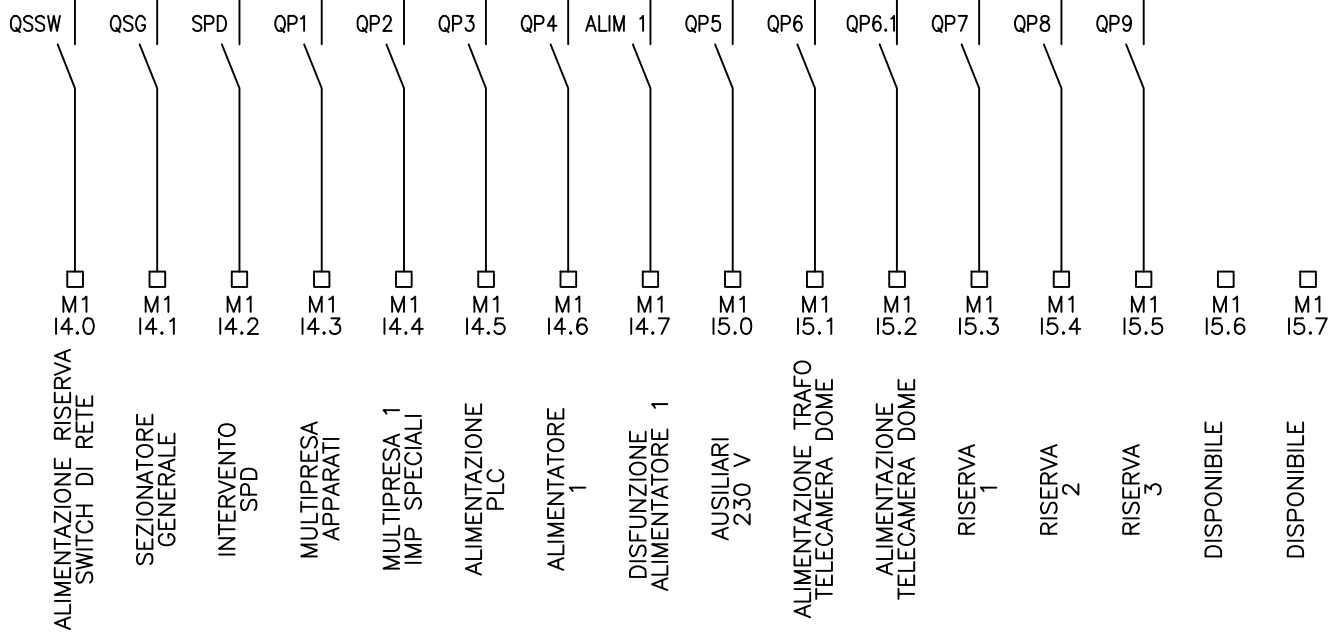 QSSW QSG SPD QP1 QP2 QP3 QP4 ALIM 1 QP5 QP6 QP6.1 QP7 QP8 QP9
M1 M1 M1 M1 M1 M1 M1 M1 M1 M1 M1 M1 M1 M1 M1 M1
I4.0 I4.1 I4.2 I4.3 I4.4 I4.5 I4.6 I4.7 I5.0 I5.1 I5.2 I5.3 I5.4 I5.5 I5.6 I5.7
ALIMENTAZIONE RISERVA
SWITCH DI RETE
SEZIONATORE
GENERALE
INTERVENTO
SPD
MULTIPRESA
APPARATI
MULTIPRESA 1
IMP SPECIALI
ALIMENTAZIONE
PLC
ALIMENTATORE
1
DISFUNZIONE
ALIMENTATORE 1
AUSILIARI
230 V
ALIMENTAZIONE TRAFO
TELECAMERA DOME
ALIMENTAZIONE
TELECAMERA DOME
RISERVA
1
RISERVA
2
RISERVA
3
DISPONIBILE
DISPONIBILE